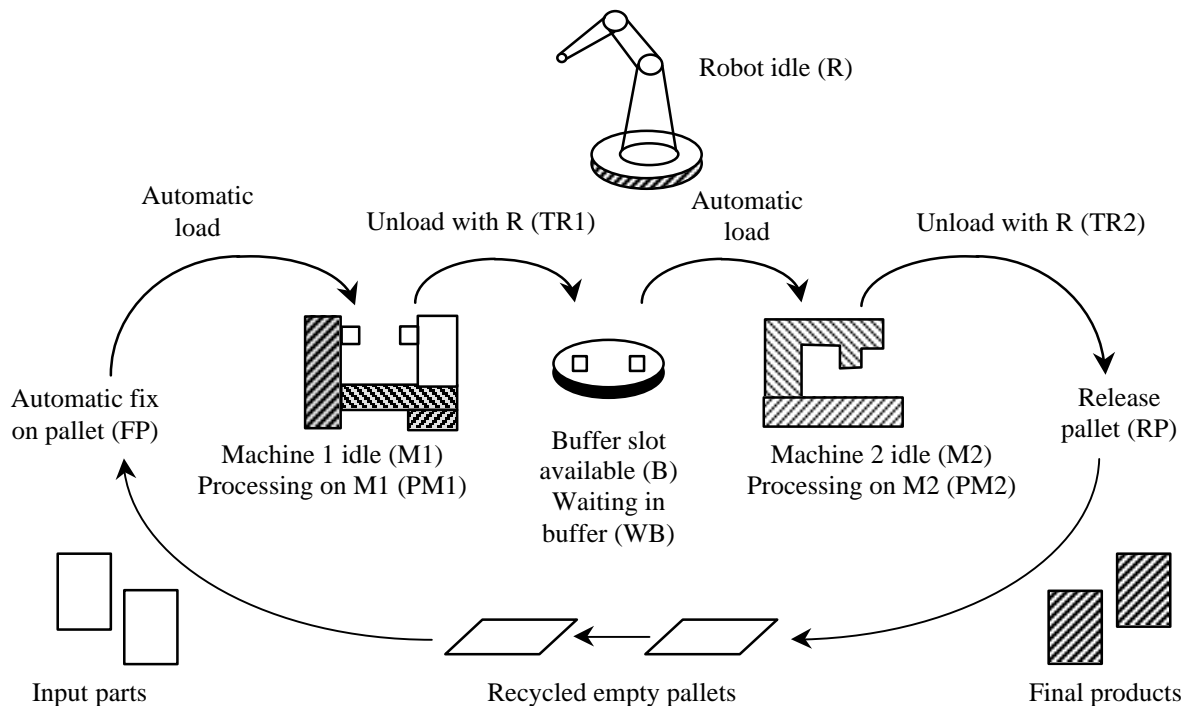 Robot idle (R)
Automatic
load
Unload with R (TR1)
Automatic
load
Unload with R (TR2)
Automatic fix
on pallet (FP)
Machine 1 idle (M1)
Processing on M1 (PM1)
Buffer slot
available (B)
Waiting in
buffer (WB)
Machine 2 idle (M2)
Processing on M2 (PM2)
Release
pallet (RP)
Input parts
Recycled empty pallets
Final products